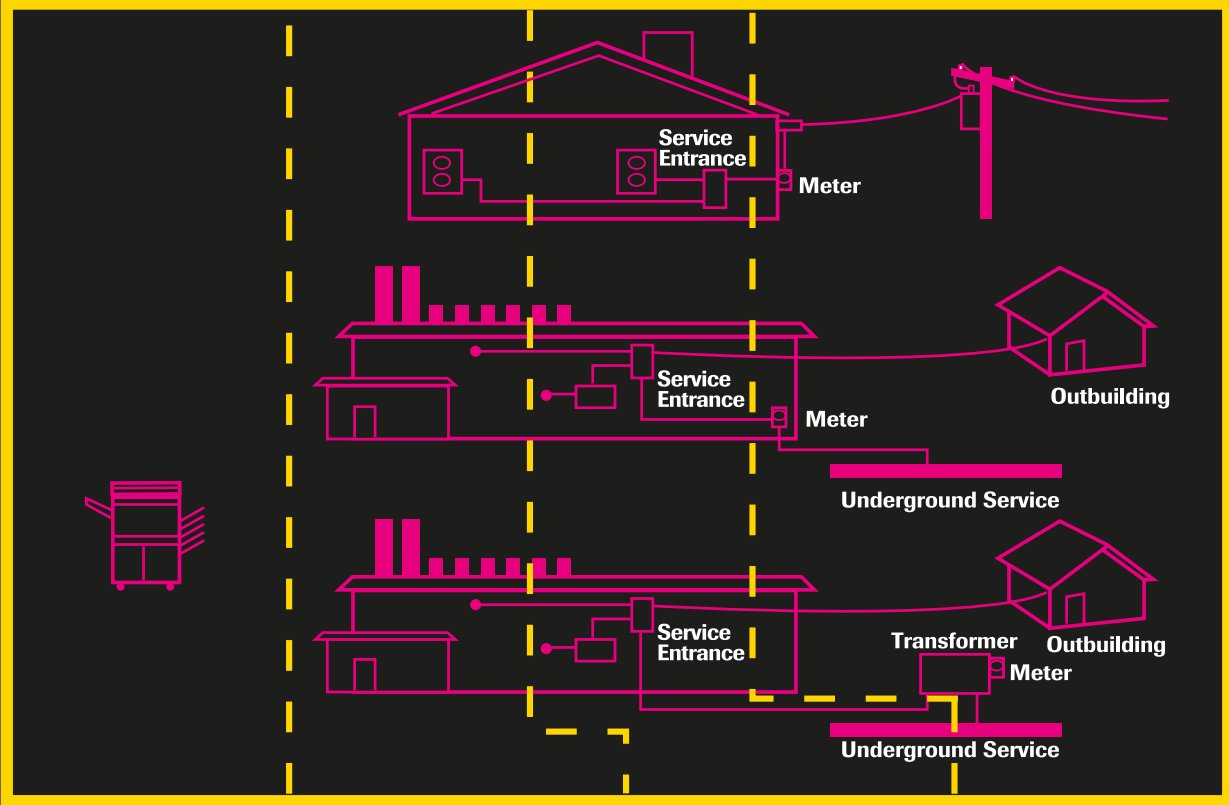 Service
Entrance
Meter
Service
Entrance
Meter
Outbuilding
Underground Service
Service
Entrance
Transformer
Outbuilding
Meter
Underground Service